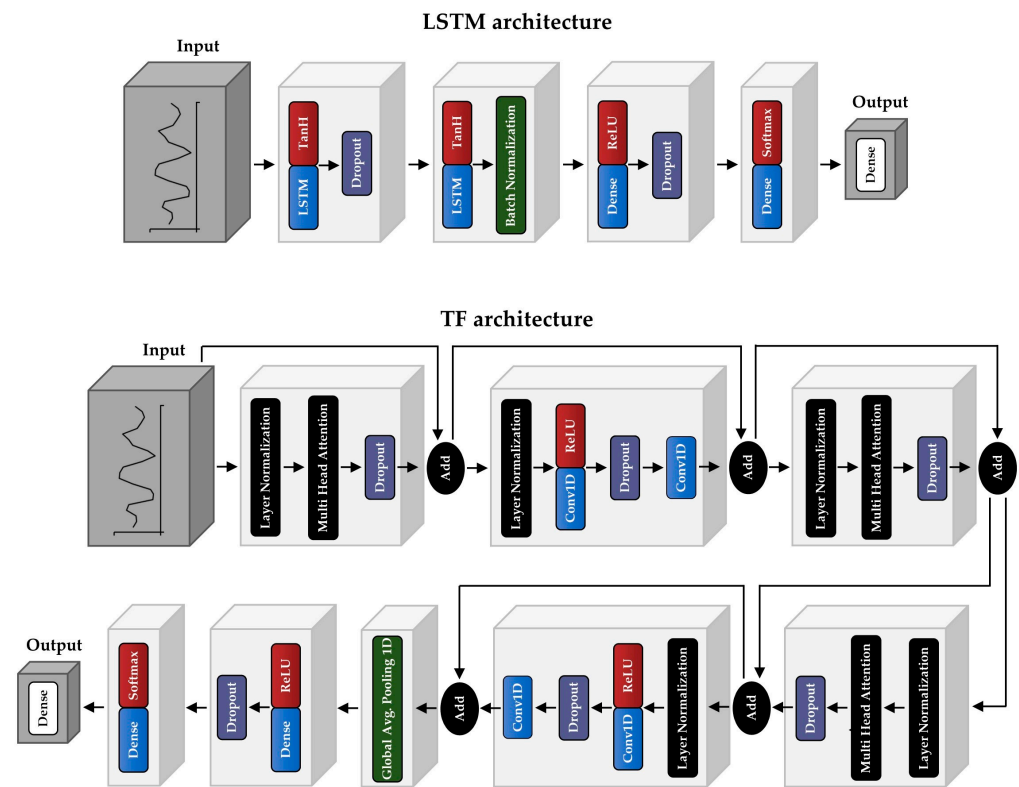 LSTM architecture
Input
LSTM
TanH
Dropout
LSTM
TanH
Batch Normalization
Dense
ReLU
Dropout
Dense
Softmax
Output
Dense
TF architecture
Input
Layer Normalization
Multi Head Attention
Dropout
Add
Layer Normalization
Conv1D
ReLU
Dropout
Conv1D
Add
Layer Normalization
Multi Head Attention
Dropout
Add
Layer Normalization
Multi Head Attention
Dropout
Add
Layer Normalization
Conv1D
ReLU
Dropout
Conv1D
Add
Global Avg. Pooling 1D
Dense
ReLU
Dropout
Dense
Softmax
Output
Dense